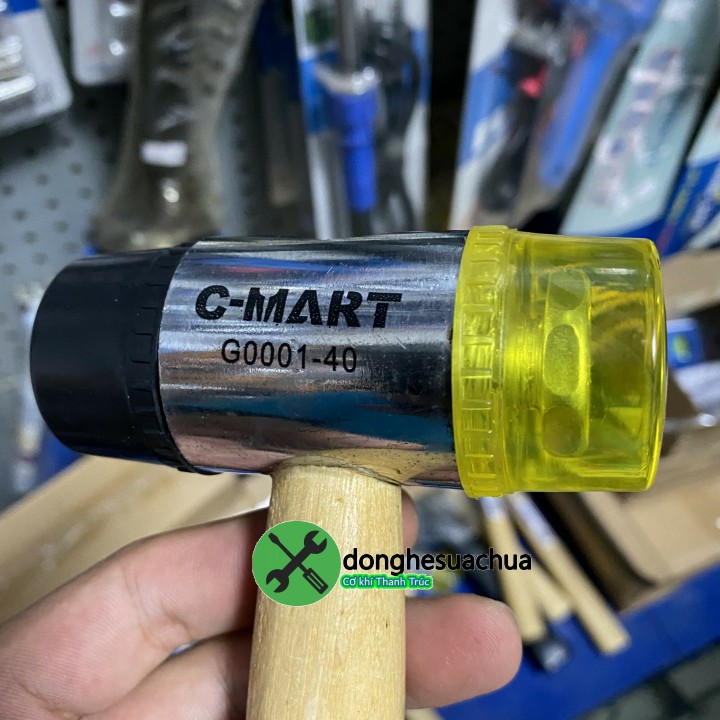 C-MART
G0001-40
donghesuachua
Cơ khí Thanh Trúc